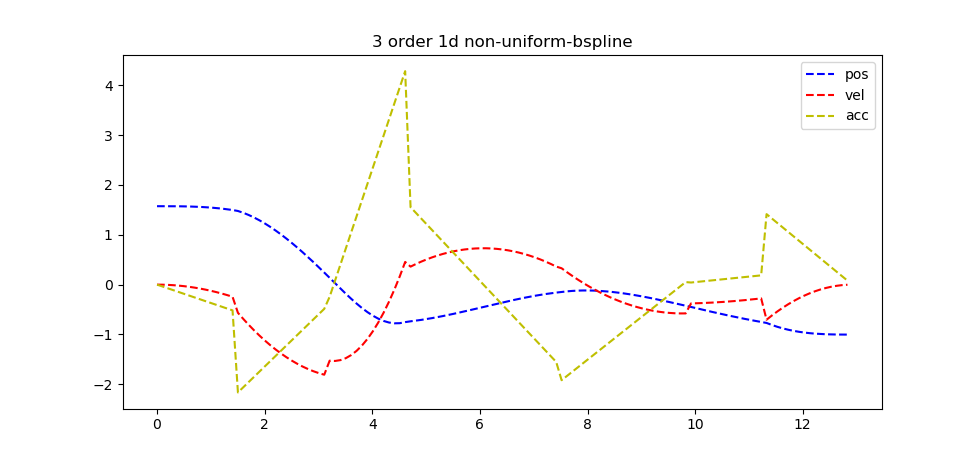 3 order 1d non-uniform-bspline
pos
vel
acc
4
3
2
1
0
−1
−2
0 2 4 6 8 10 12